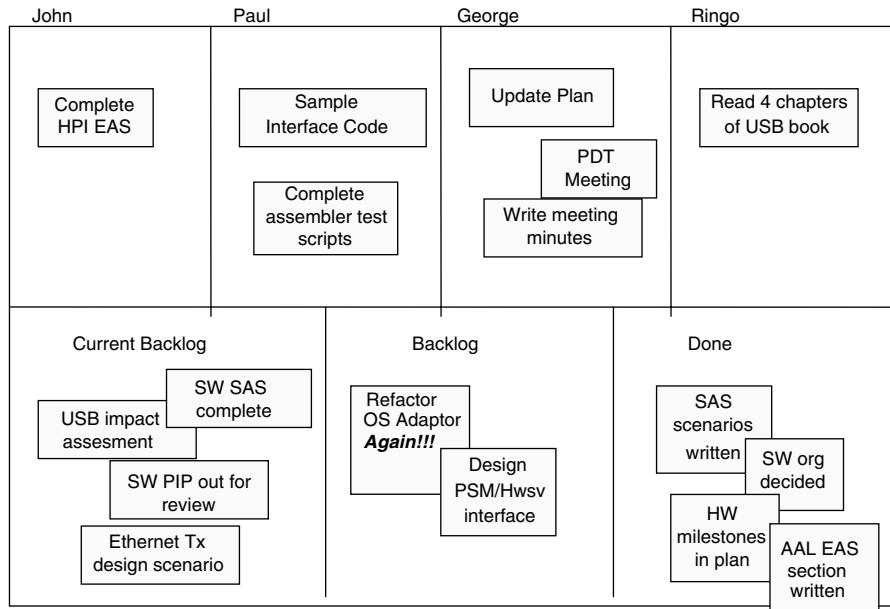 John
Paul
George
Ringo
Complete
HPI EAS
Sample
Interface Code
Complete
assembler test
scripts
Update Plan
PDT
Meeting
Write meeting
minutes
Read 4 chapters
of USB book
Current Backlog
SW SAS
complete
USB impact
assesment
SW PIP out for
review
Ethernet Tx
design scenario
Backlog
Refactor
OS Adaptor
Again!!!
Design
PSM/Hwsv
interface
Done
SAS
scenarios
written
SW org
decided
HW
milestones
in plan
AAL EAS
section
written